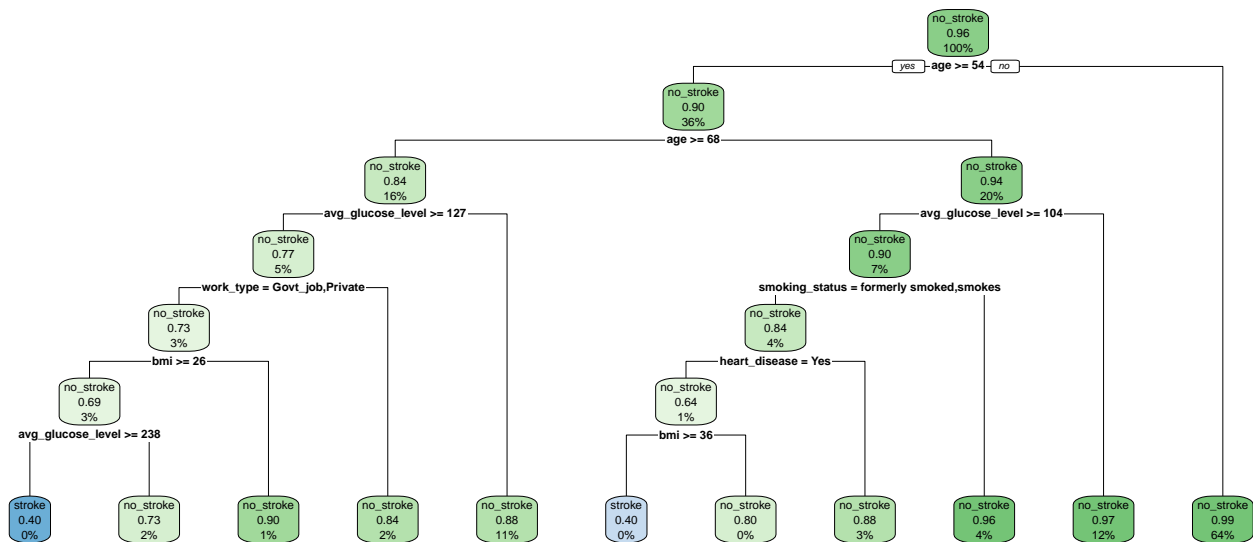 no_stroke
0.96
100%
yes age >= 54 no
no_stroke
0.90
36%
age >= 68
no_stroke
0.84
16%
no_stroke
0.94
20%
avg_glucose_level >= 127
avg_glucose_level >= 104
no_stroke
0.77
5%
no_stroke
0.90
7%
work_type = Govt_job,Private
smoking_status = formerly smoked,smokes
no_stroke
0.73
3%
no_stroke
0.84
4%
bmi >= 26
heart_disease = Yes
no_stroke
0.69
3%
no_stroke
0.64
1%
avg_glucose_level >= 238
bmi >= 36
stroke
0.40
0%
no_stroke
0.73
2%
no_stroke
0.90
1%
no_stroke
0.84
2%
no_stroke
0.88
11%
stroke
0.40
0%
no_stroke
0.80
0%
no_stroke
0.88
3%
no_stroke
0.96
4%
no_stroke
0.97
12%
no_stroke
0.99
64%